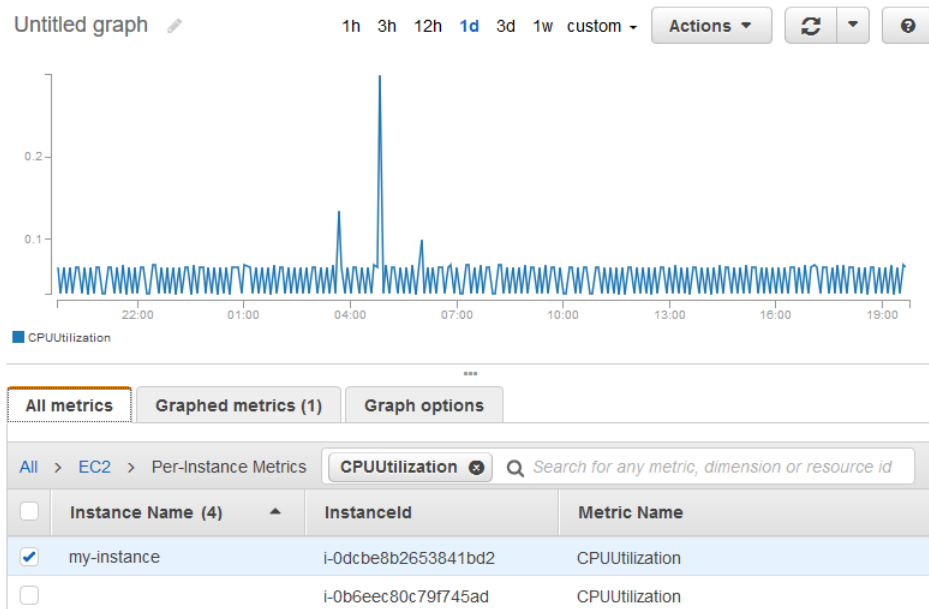 Untitled graph 1h 3h 12h 1d 3d 1w custom Actions
0.2
0.1
22:00 01:00 04:00 07:00 10:00 13:00 16:00 19:00
CPUUtilization
All metrics Graphed metrics (1) Graph options
All > EC2 > Per-Instance Metrics CPUUtilization Search for any metric, dimension or resource id
Instance Name (4) InstanceId Metric Name
my-instance i-0dcbe8b2653841bd2 CPUUtilization
i-0b6eec80c79f745ad CPUUtilization